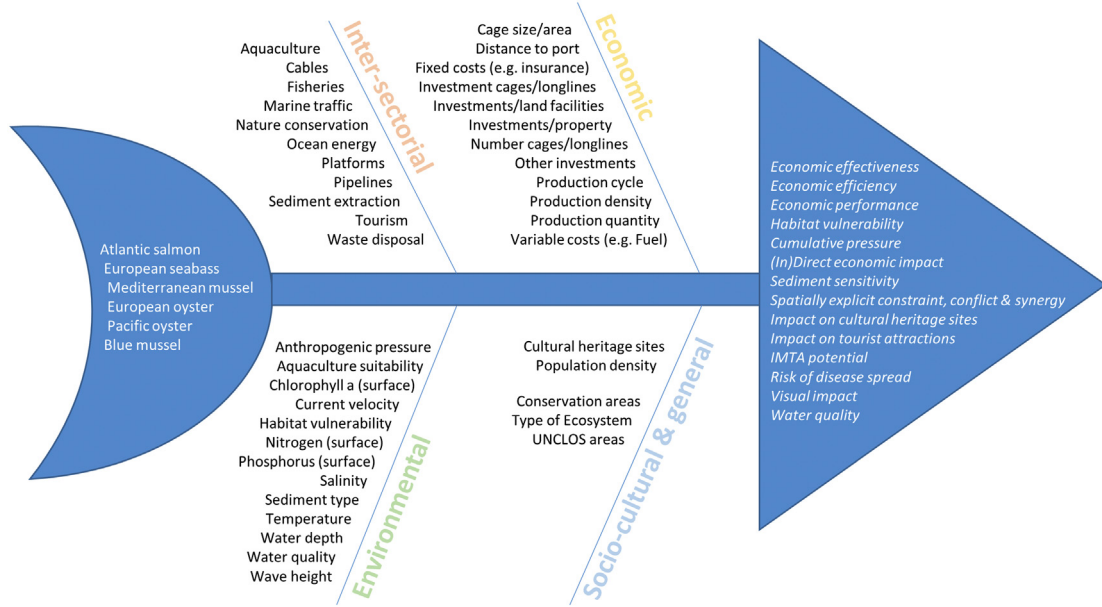 Atlantic salmon
European seabass
Mediterranean mussel
European oyster
Pacific oyster
Blue mussel
Inter-sectorial
Aquaculture
Cables
Fisheries
Marine traffic
Nature conservation
Ocean energy
Platforms
Pipelines
Sediment extraction
Tourism
Waste disposal
Economic
Cage size/area
Distance to port
Fixed costs (e.g. insurance)
Investment cages/longlines
Investments/land facilities
Investments/property
Number cages/longlines
Other investments
Production cycle
Production density
Production quantity
Variable costs (e.g. Fuel)
Environmental
Anthropogenic pressure
Aquaculture suitability
Chlorophyll a (surface)
Current velocity
Habitat vulnerability
Nitrogen (surface)
Phosphorus (surface)
Salinity
Sediment type
Temperature
Water depth
Water quality
Wave height
Socio-cultural & general
Cultural heritage sites
Population density
Conservation areas
Type of Ecosystem
UNCLOS areas
Economic effectiveness
Economic efficiency
Economic performance
Habitat vulnerability
Cumulative pressure
(In)Direct economic impact
Sediment sensitivity
Spatially explicit constraint, conflict & synergy
Impact on cultural heritage sites
Impact on tourist attractions
IMTA potential
Risk of disease spread
Visual impact
Water quality